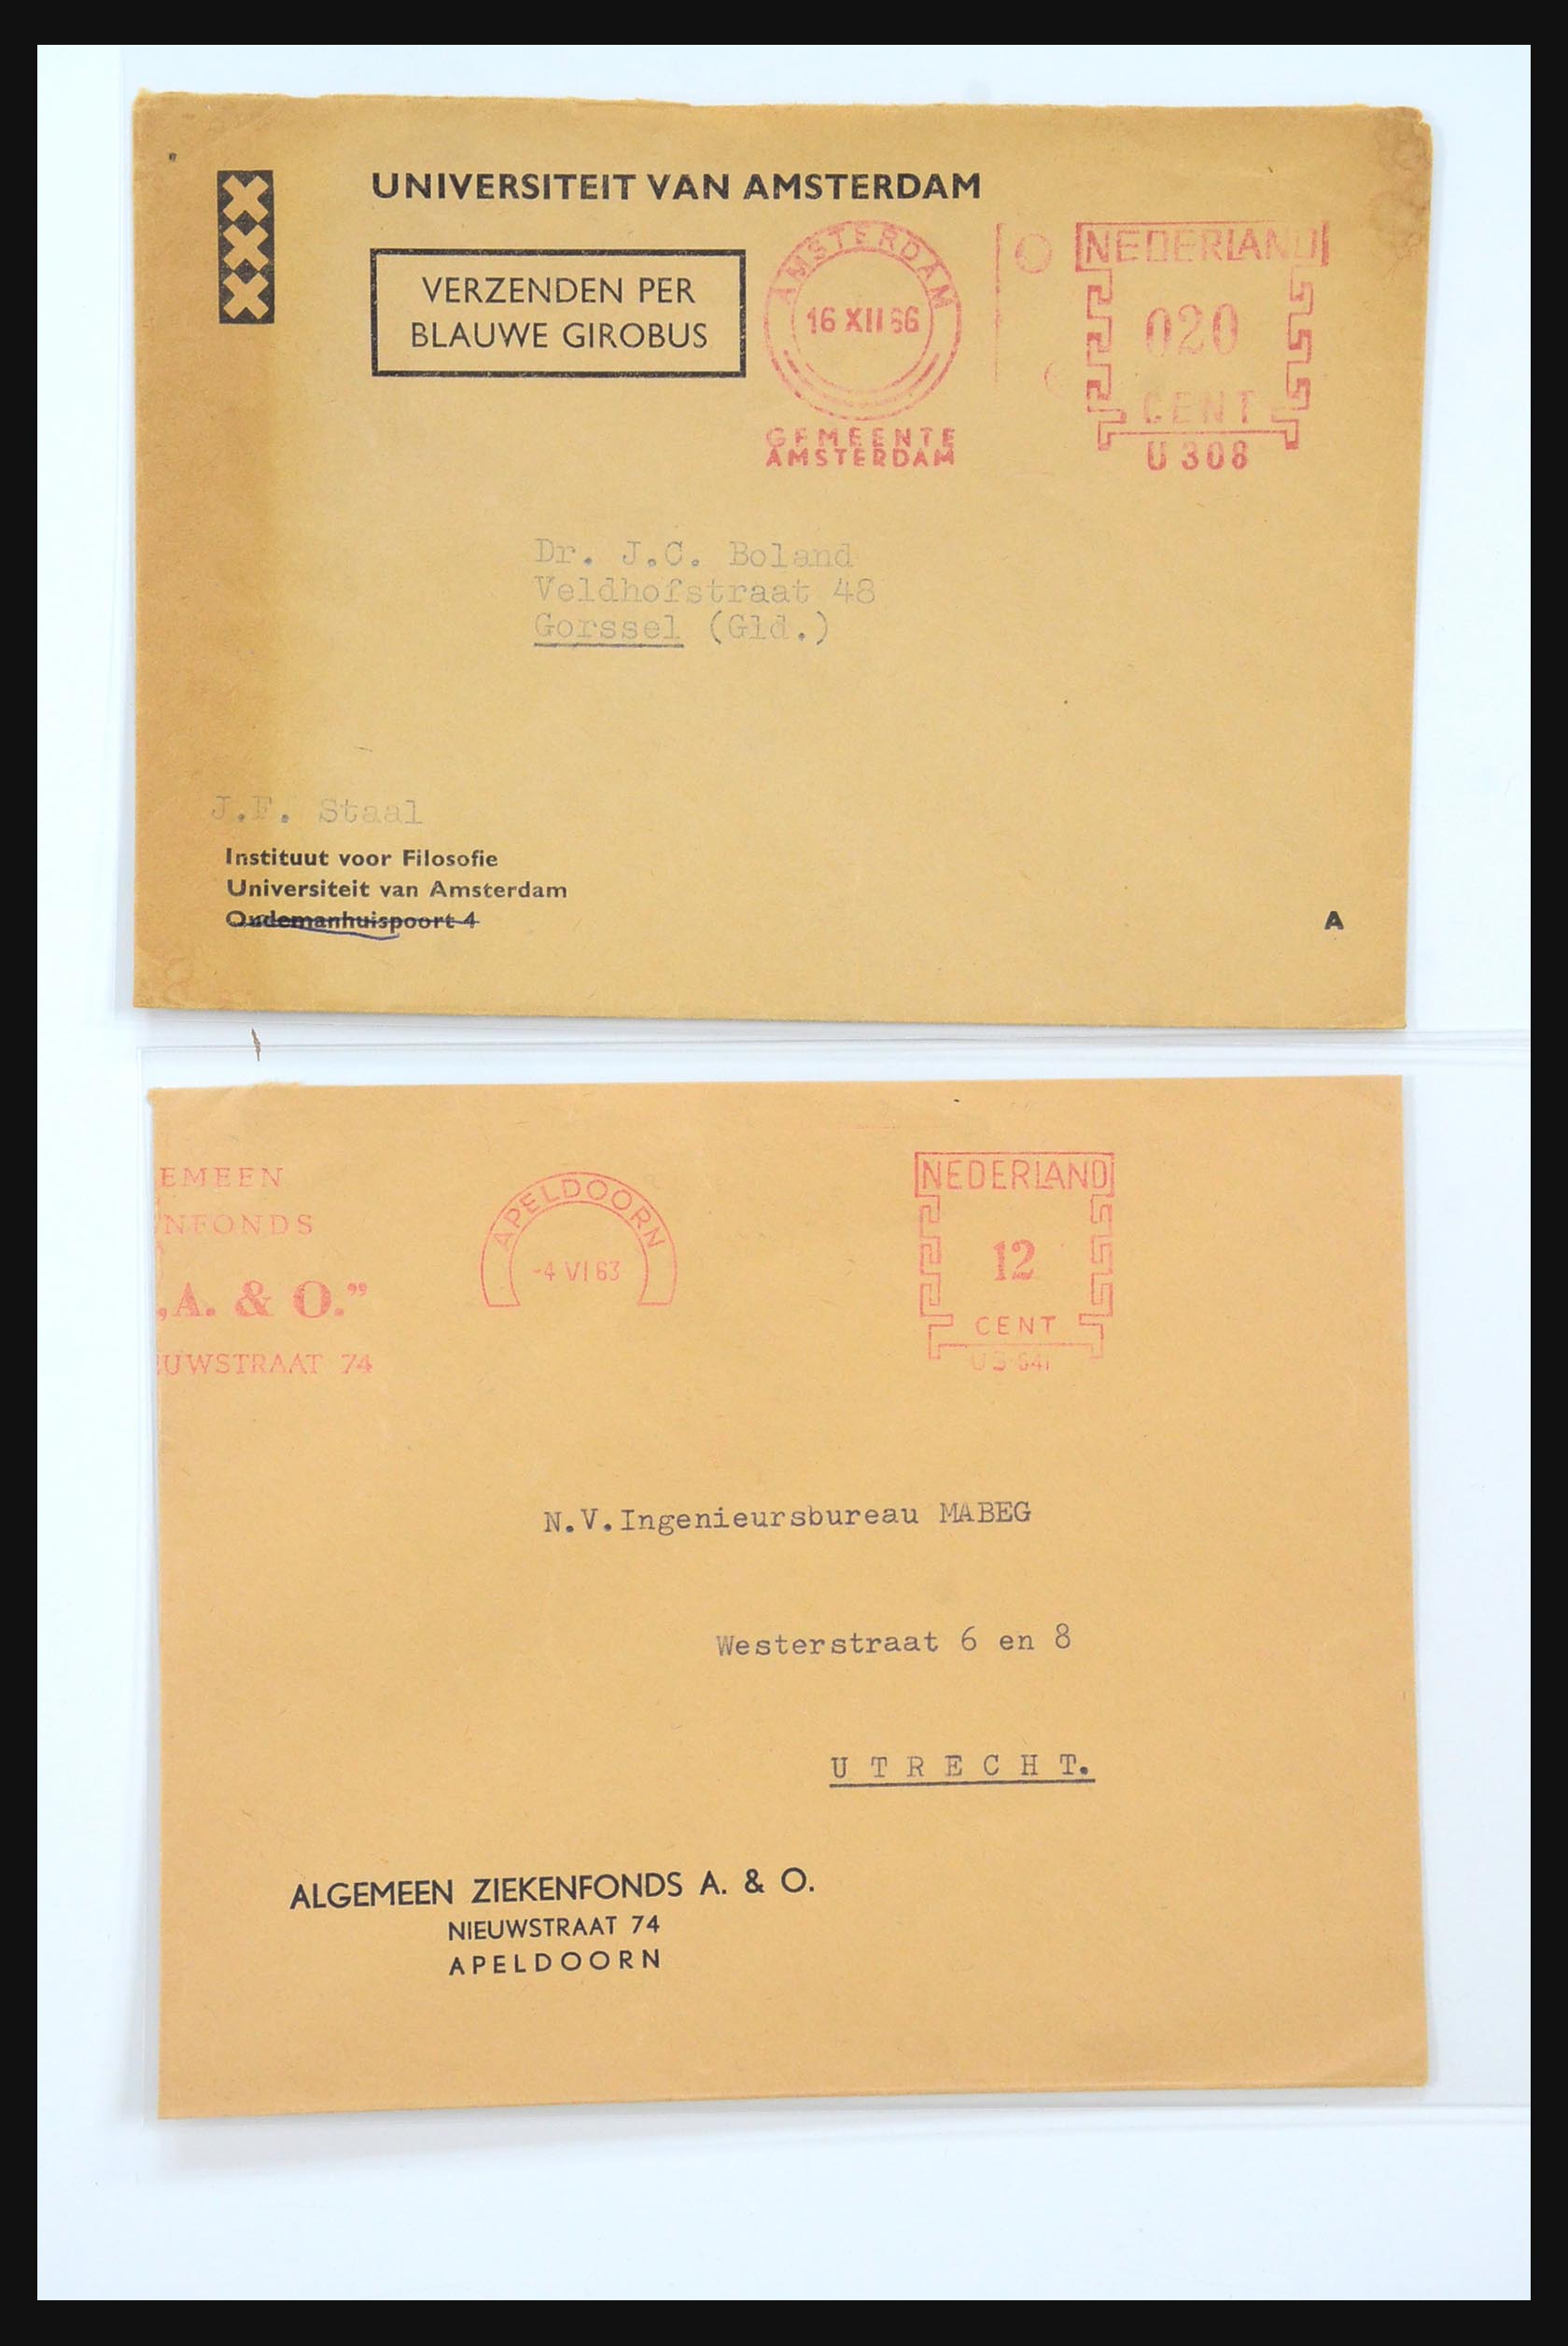 UNIVERSITEIT VAN AMSTERDAM
VERZENDEN PER
BLAUWE GIROBUS
AMSTERDAM
16 XII 66
GEMEENTE
AMSTERDAM
NEDERLAND
020
CENT
U 308
Dr. J.C. Boland
Veldhofstraat 48
Gorssel (Gld.)
J.F. Staal
Instituut voor Filosofie
Universiteit van Amsterdam
Oudemanhuispoort 4
A
EMEEN
NFONDS
„A. & O.”
UWSTRAAT 74
APELDOORN
-4 VI 63
NEDERLAND
12
CENT
N.V.Ingenieursbureau MABEG
Westerstraat 6 en 8
U T R E C H T.
ALGEMEEN ZIEKENFONDS A. & O.
NIEUWSTRAAT 74
APELDOORN